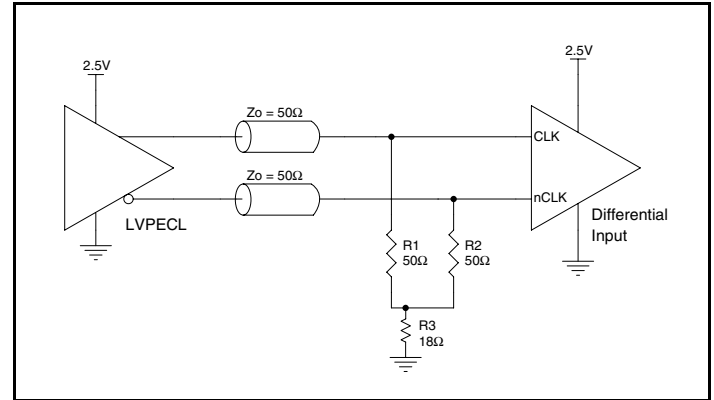 2.5V
2.5V
Zo = 50Ω
CLK
Zo = 50Ω
nCLK
LVPECL
Differential
Input
R1
50Ω
R2
50Ω
R3
18Ω